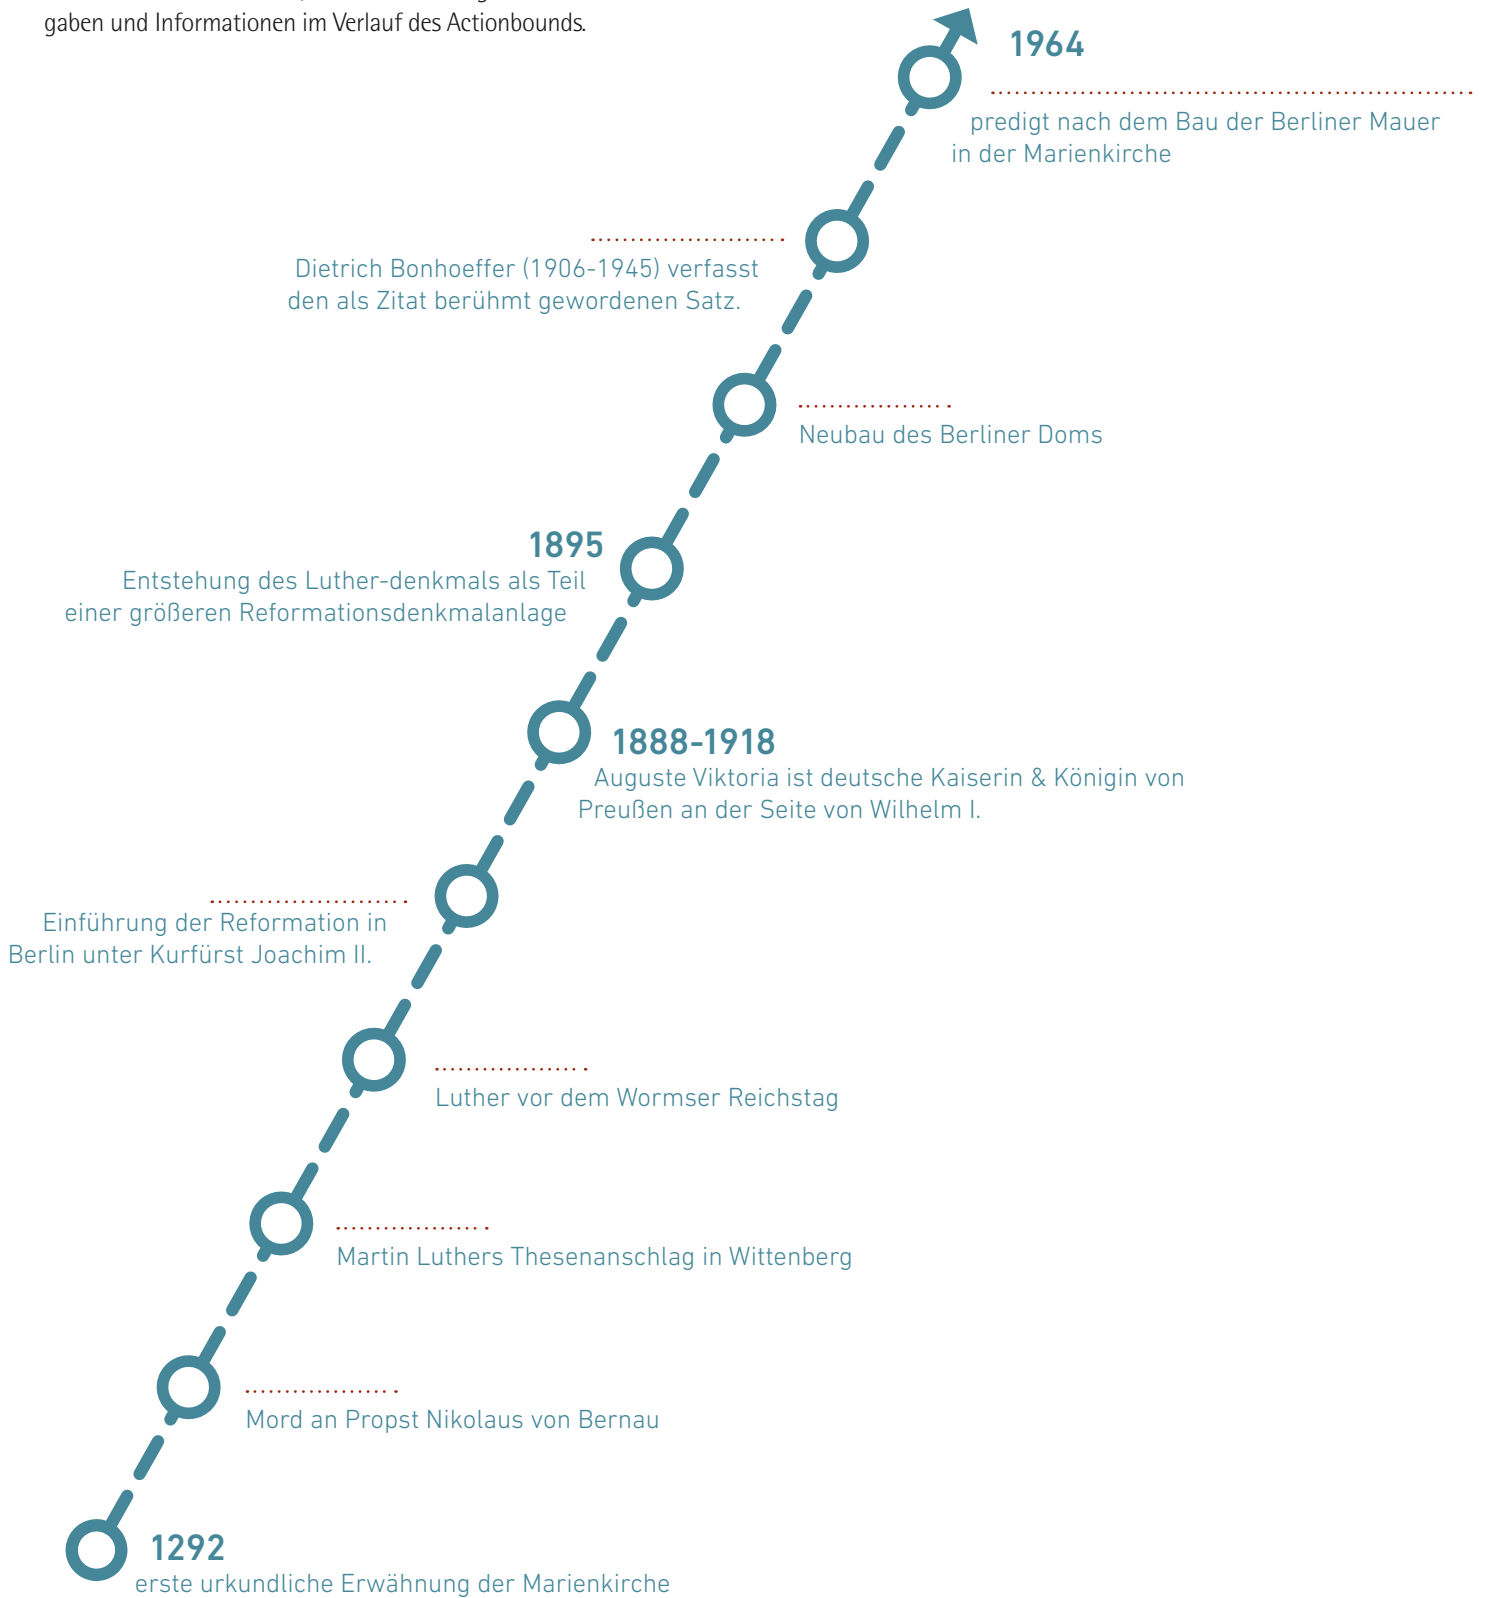 gaben und Informationen im Verlauf des Actionbounds.
1964
predigt nach dem Bau der Berliner Mauer
in der Marienkirche
Dietrich Bonhoeffer (1906-1945) verfasst
den als Zitat berühmt gewordenen Satz.
Neubau des Berliner Doms
1895
Entstehung des Luther-denkmals als Teil
einer größeren Reformationsdenkmalanlage
1888-1918
Auguste Viktoria ist deutsche Kaiserin & Königin von
Preußen an der Seite von Wilhelm I.
Einführung der Reformation in
Berlin unter Kurfürst Joachim II.
Luther vor dem Wormser Reichstag
Martin Luthers Thesenanschlag in Wittenberg
Mord an Propst Nikolaus von Bernau
1292
erste urkundliche Erwähnung der Marienkirche